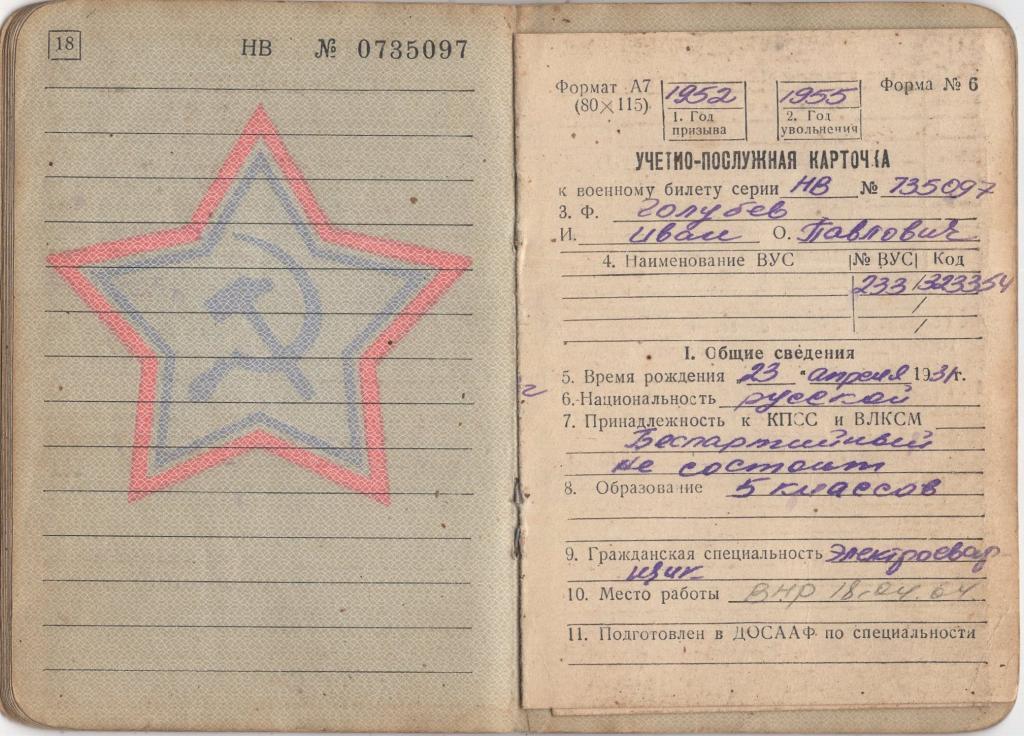 18
НВ № 0735097
Формат А7
(80×115)
1952
1. Год
призыва
1955
2. Год
увольнения
Форма № 6
УЧЕТНО-ПОСЛУЖНАЯ КАРТОЧКА
к военному билету серии НВ № 735097
3. Ф. Голубев
И. Иван О. Павлович
4. Наименование ВУС № ВУС Код
233 323354
I. Общие сведения
5. Время рождения 23 апреля 1931 г.
6. Национальность русской
7. Принадлежность к КПСС и ВЛКСМ
Беспартийный
не состоит
8. Образование 5 классов
9. Гражданская специальность Электросвар
щик
10. Место работы ВНР 18.04.64
11. Подготовлен в ДОСААФ по специальности